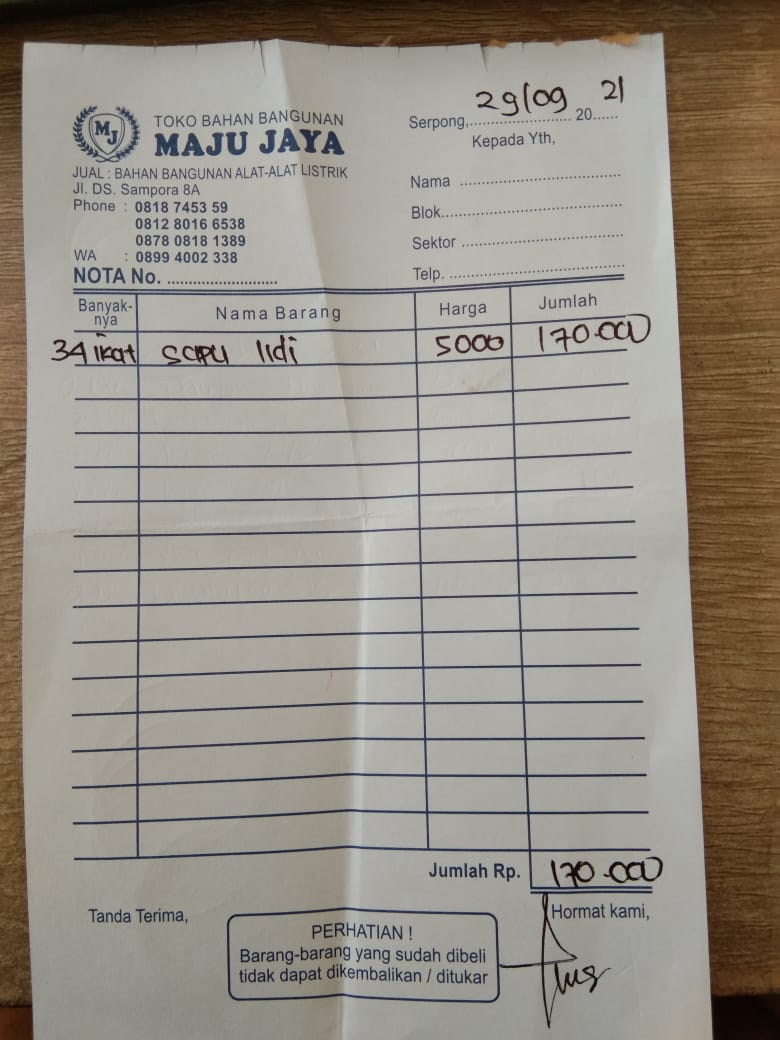 MJ
TOKO BAHAN BANGUNAN
MAJU JAYA
JUAL : BAHAN BANGUNAN ALAT-ALAT LISTRIK
Jl. DS. Sampora 8A
Phone : 0818 7453 59
0812 8016 6538
0878 0818 1389
WA : 0899 4002 338
NOTA No. ............................
Serpong, 29/09 20 21
Kepada Yth,
Nama ........................................
Blok............................................
Sektor ........................................
Telp. ...........................................
Banyak-nya Nama Barang Harga Jumlah
34 ikat sapu lidi 5000 170.000
Jumlah Rp. 170.000
Tanda Terima,
Hormat kami,
PERHATIAN !
Barang-barang yang sudah dibeli
tidak dapat dikembalikan / ditukar